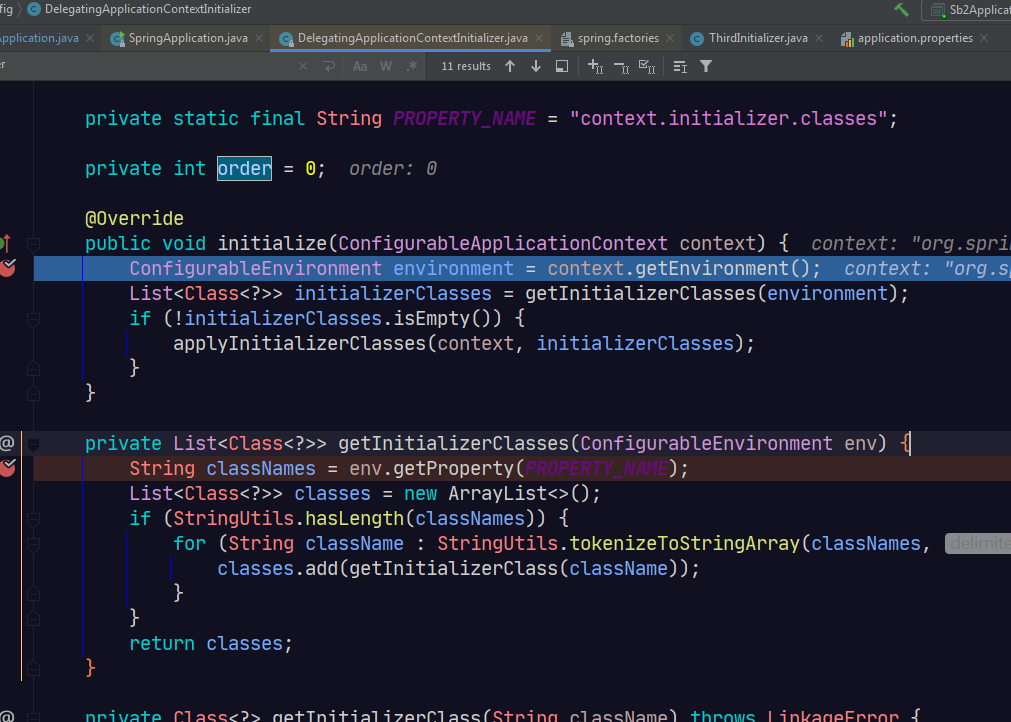 fig DelegatingApplicationContextInitializer Sb2Applicat
Application.java SpringApplication.java DelegatingApplicationContextInitializer.java spring.factories ThirdInitializer.java application.properties
er Aa W .* 11 results
private static final String PROPERTY_NAME = "context.initializer.classes";
private int order = 0; order: 0
@Override
public void initialize(ConfigurableApplicationContext context) { context: "org.sprin
ConfigurableEnvironment environment = context.getEnvironment(); context: "org.sp
List<Class<?>> initializerClasses = getInitializerClasses(environment);
if (!initializerClasses.isEmpty()) {
applyInitializerClasses(context, initializerClasses);
}
}
@ private List<Class<?>> getInitializerClasses(ConfigurableEnvironment env) {
String classNames = env.getProperty(PROPERTY_NAME);
List<Class<?>> classes = new ArrayList<>();
if (StringUtils.hasLength(classNames)) {
for (String className : StringUtils.tokenizeToStringArray(classNames, delimite
classes.add(getInitializerClass(className));
}
}
return classes;
}
@ private Class<?> getInitializerClass(String className) throws LinkageError {